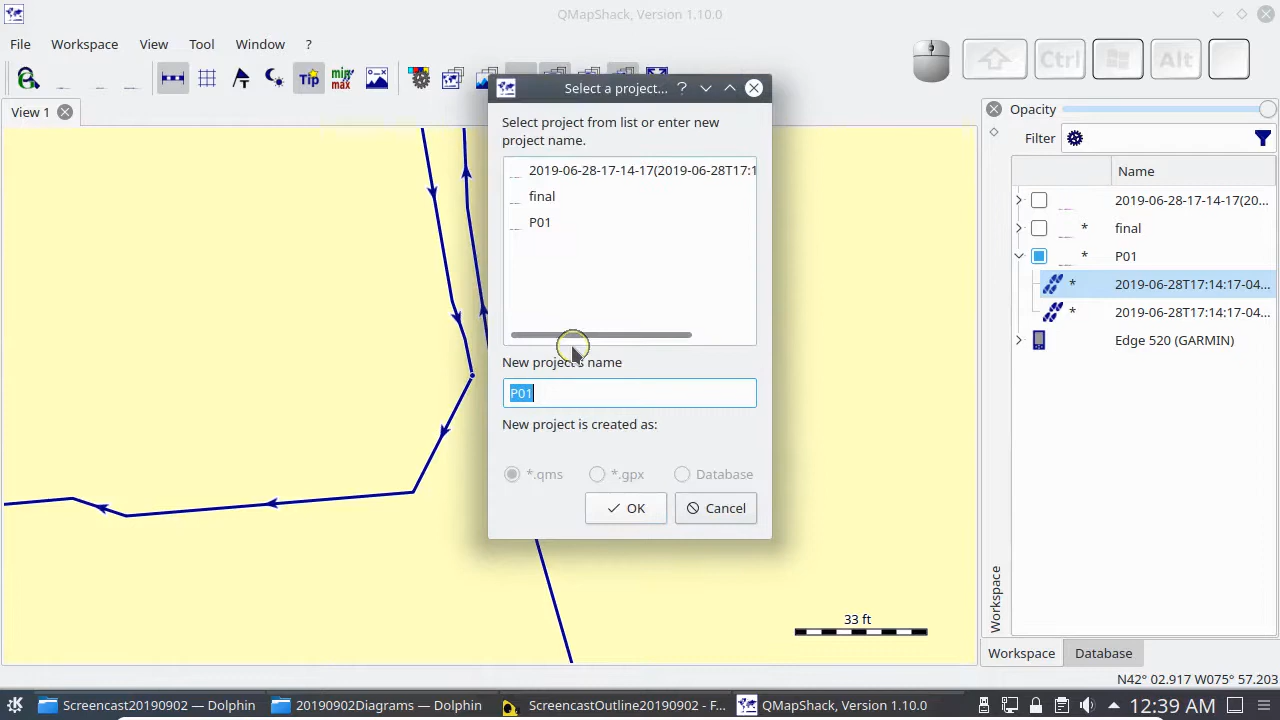 QMapShack, Version 1.10.0
File Workspace View Tool Window ?
Ctrl Alt
Tip min max
View 1
Select a project... ?
Select project from list or enter new
project name.
2019-06-28-17-14-17(2019-06-28T17:1
final
P01
New project's name
P01
New project is created as:
*.qms *.gpx Database
OK Cancel
33 ft
Opacity
Filter
Name
2019-06-28-17-14-17(20...
* final
* P01
* 2019-06-28T17:14:17-04...
* 2019-06-28T17:14:17-04...
Edge 520 (GARMIN)
Workspace
Workspace Database
N42° 02.917 W075° 57.203
Screencast20190902 — Dolphin
20190902Diagrams — Dolphin
ScreencastOutline20190902 - F...
QMapShack, Version 1.10.0
12:39 AM